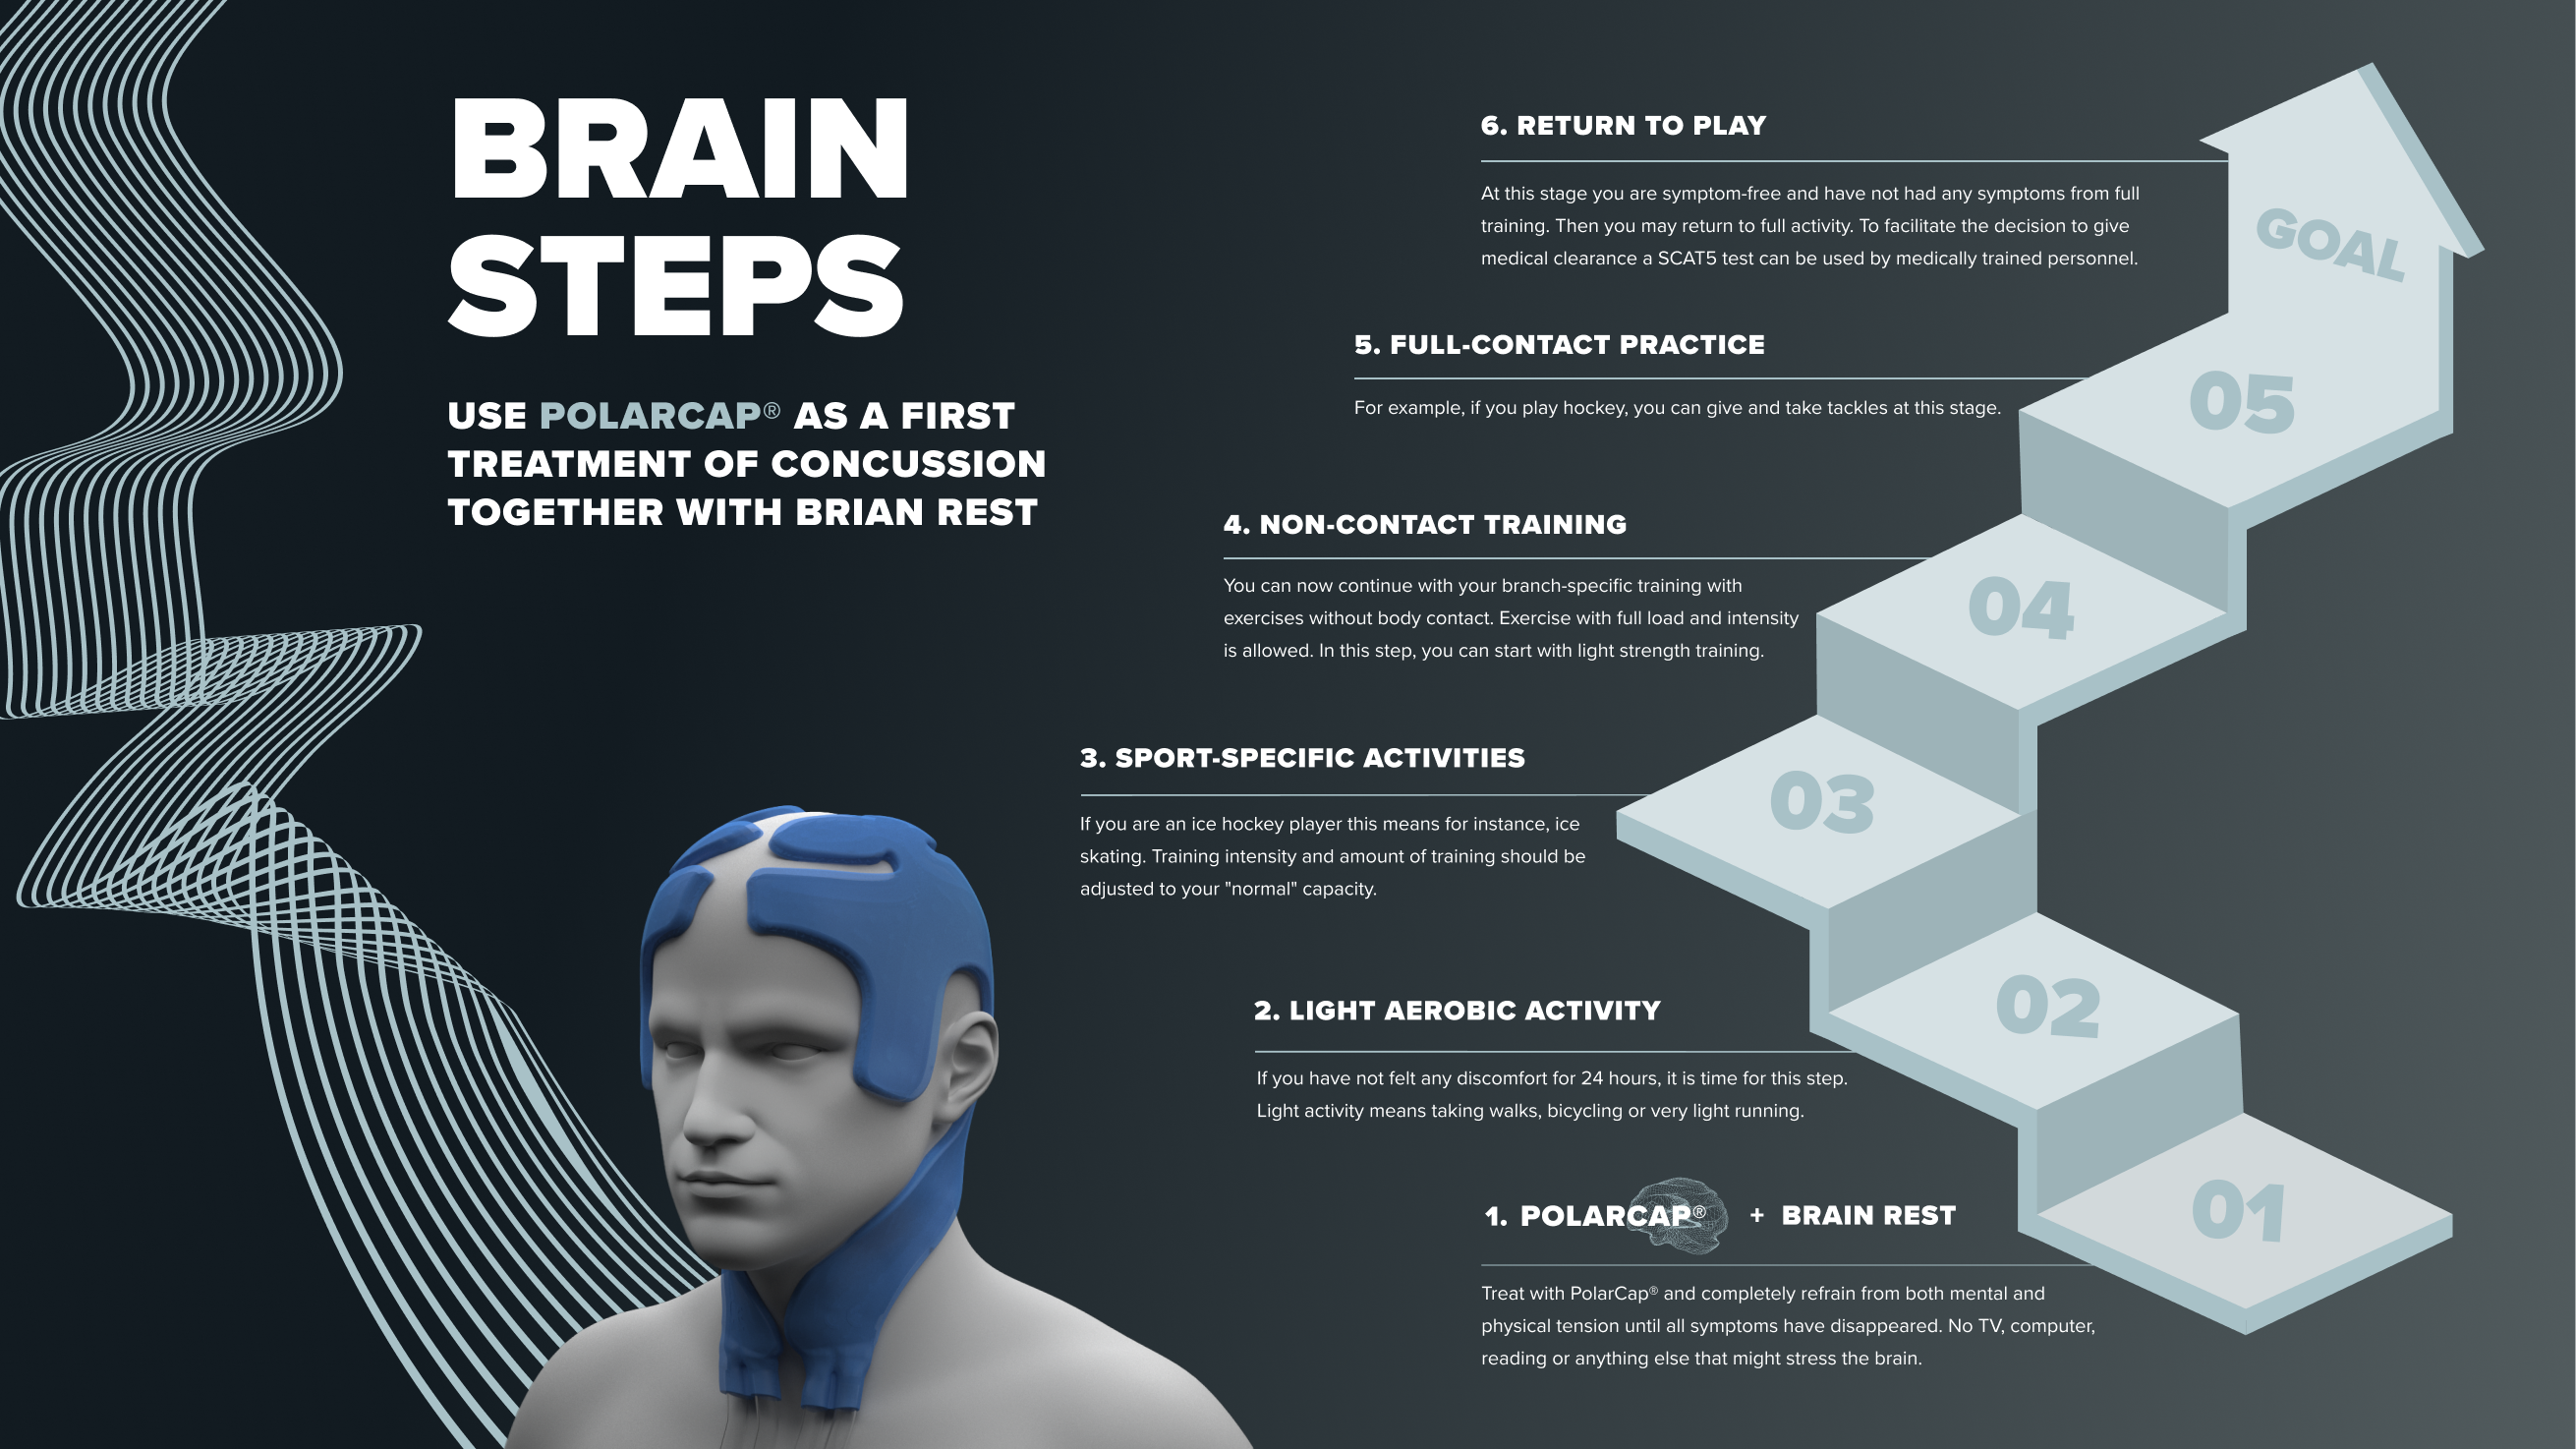 BRAIN
STEPS
USE POLARCAP® AS A FIRST
TREATMENT OF CONCUSSION
TOGETHER WITH BRIAN REST
6. RETURN TO PLAY
At this stage you are symptom-free and have not had any symptoms from full
training. Then you may return to full activity. To facilitate the decision to give
medical clearance a SCAT5 test can be used by medically trained personnel.
GOAL
5. FULL-CONTACT PRACTICE
For example, if you play hockey, you can give and take tackles at this stage.
05
4. NON-CONTACT TRAINING
You can now continue with your branch-specific training with
exercises without body contact. Exercise with full load and intensity
is allowed. In this step, you can start with light strength training.
04
3. SPORT-SPECIFIC ACTIVITIES
If you are an ice hockey player this means for instance, ice
skating. Training intensity and amount of training should be
adjusted to your "normal" capacity.
03
2. LIGHT AEROBIC ACTIVITY
If you have not felt any discomfort for 24 hours, it is time for this step.
Light activity means taking walks, bicycling or very light running.
02
1. POLARCAP® + BRAIN REST
Treat with PolarCap® and completely refrain from both mental and
physical tension until all symptoms have disappeared. No TV, computer,
reading or anything else that might stress the brain.
01